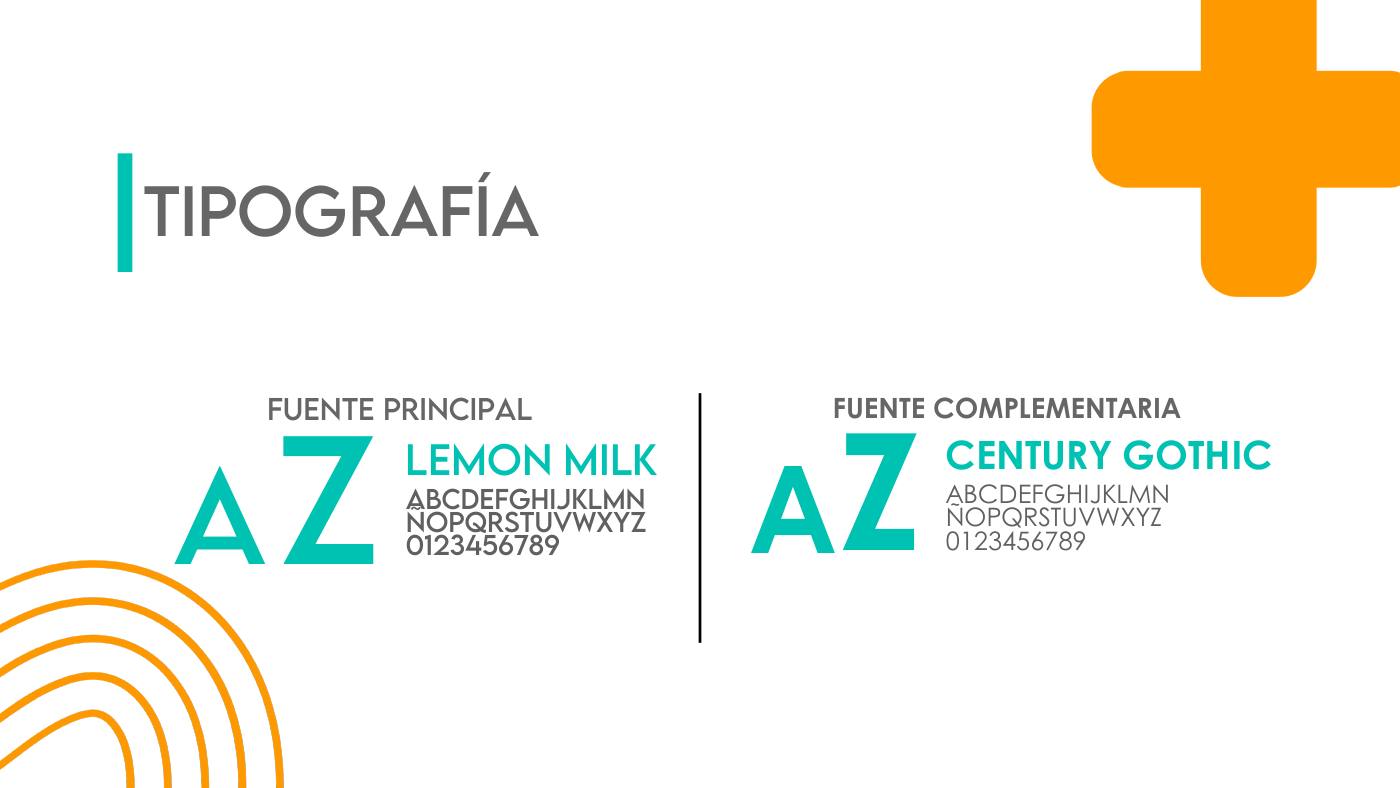 TIPOGRAFÍA
FUENTE PRINCIPAL
AZ
LEMON MILK
ABCDEFGHIJKLMN
ÑOPQRSTUVWXYZ
0123456789
FUENTE COMPLEMENTARIA
AZ
CENTURY GOTHIC
ABCDEFGHIJKLMN
ÑOPQRSTUVWXYZ
0123456789